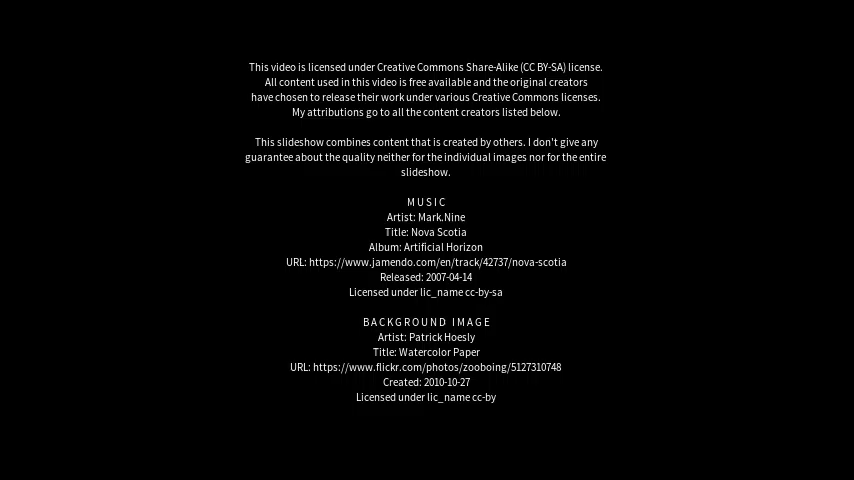 This video is licensed under Creative Commons Share-Alike (CC BY-SA) license.
All content used in this video is free available and the original creators
have chosen to release their work under various Creative Commons licenses.
My attributions go to all the content creators listed below.
This slideshow combines content that is created by others. I don't give any
guarantee about the quality neither for the individual images nor for the entire
slideshow.
MUSIC
Artist: Mark.Nine
Title: Nova Scotia
Album: Artificial Horizon
URL: https://www.jamendo.com/en/track/42737/nova-scotia
Released: 2007-04-14
Licensed under lic_name cc-by-sa
BACKGROUND IMAGE
Artist: Patrick Hoesly
Title: Watercolor Paper
URL: https://www.flickr.com/photos/zooboing/5127310748
Created: 2010-10-27
Licensed under lic_name cc-by